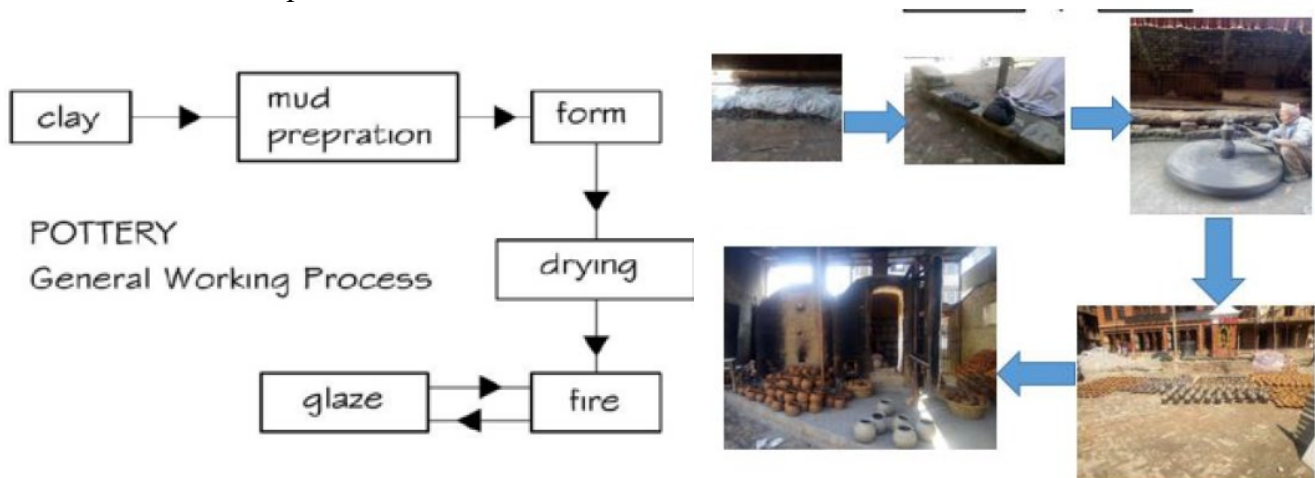 clay
mud
prepration
form
POTTERY
General Working Process
drying
glaze
fire